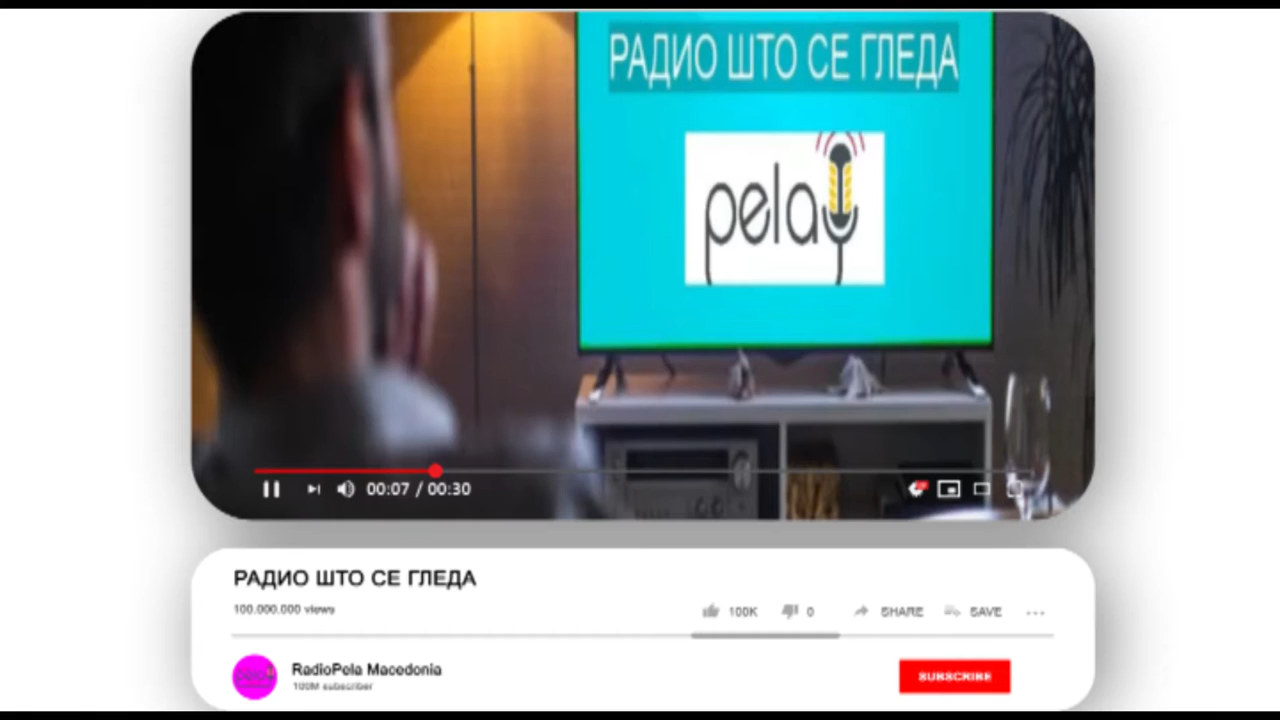 РАДИО ШТО СЕ ГЛЕДА
pela
00:07 / 00:30
РАДИО ШТО СЕ ГЛЕДА
100.000.000 views
100K 0 SHARE SAVE
pela
RadioPela Macedonia
100M subscriber
SUBSCRIBE